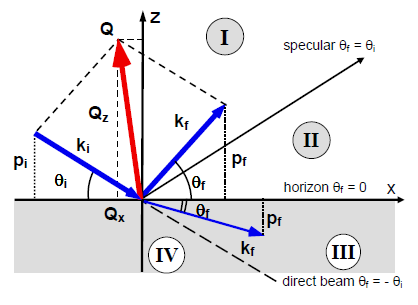 Q
z
I
specular θf = θi
Qz
kf
II
pi
ki
pf
θi
θf
horizon θf = 0
x
Qx
θf
pf
kf
IV
III
direct beam θf = - θi